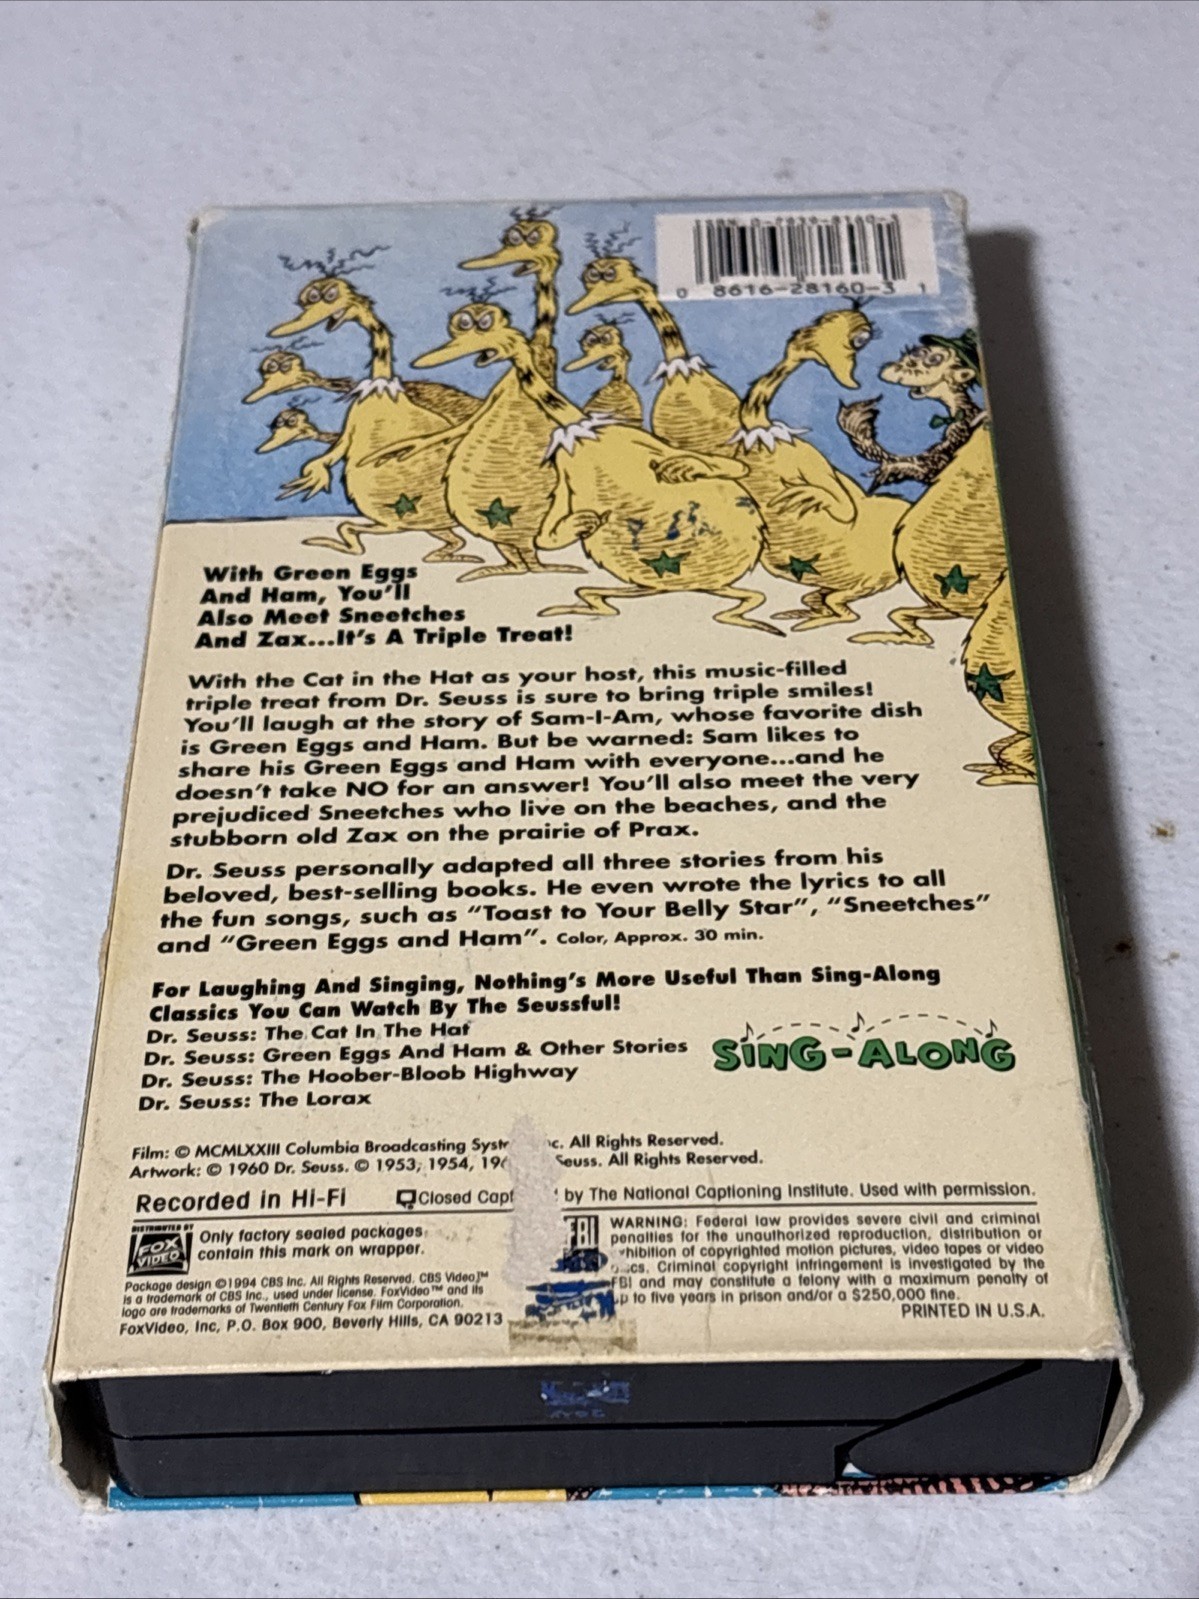 0 8616-28160-3 1
With Green Eggs
And Ham, You'll
Also Meet Sneetches
And Zax...It's A Triple Treat!
With the Cat in the Hat as your host, this music-filled
triple treat from Dr. Seuss is sure to bring triple smiles!
You'll laugh at the story of Sam-I-Am, whose favorite dish
is Green Eggs and Ham. But be warned: Sam likes to
share his Green Eggs and Ham with everyone...and he
doesn't take NO for an answer! You'll also meet the very
prejudiced Sneetches who live on the beaches, and the
stubborn old Zax on the prairie of Prax.
Dr. Seuss personally adapted all three stories from his
beloved, best-selling books. He even wrote the lyrics to all
the fun songs, such as "Toast to Your Belly Star", "Sneetches"
and "Green Eggs and Ham". Color, Approx. 30 min.
For Laughing And Singing, Nothing's More Useful Than Sing-Along
Classics You Can Watch By The Seussful!
Dr. Seuss: The Cat In The Hat
Dr. Seuss: Green Eggs And Ham & Other Stories
Dr. Seuss: The Hoober-Bloob Highway
Dr. Seuss: The Lorax
SING-ALONG
Film: © MCMLXXIII Columbia Broadcasting All Rights Reserved.
Artwork: © 1960 Dr. Seuss. © 1953, 1954, All Rights Reserved.
Recorded in Hi-Fi Closed by The National Captioning Institute. Used with permission.
DISTRIBUTED BY
FOX
VIDEO
Only factory sealed packages
contain this mark on wrapper.
Package design ©1994 CBS Inc. All Rights Reserved. CBS Video™
is a trademark of CBS Inc., used under license. FoxVideo™ and its
logo are trademarks of Twentieth Century Fox Film Corporation.
FoxVideo, Inc, P.O. Box 900, Beverly Hills, CA 90213
FBI
WARNING: Federal law provides severe civil and criminal
penalties for the unauthorized reproduction, distribution or
of copyrighted motion pictures, video tapes or video
Criminal copyright infringement is investigated by the
FBI and may constitute a felony with a maximum penalty of
to five years in prison and/or a $250,000 fine.
PRINTED IN U.S.A.